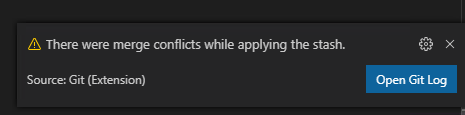 There were merge conflicts while applying the stash.
Source: Git (Extension)
Open Git Log